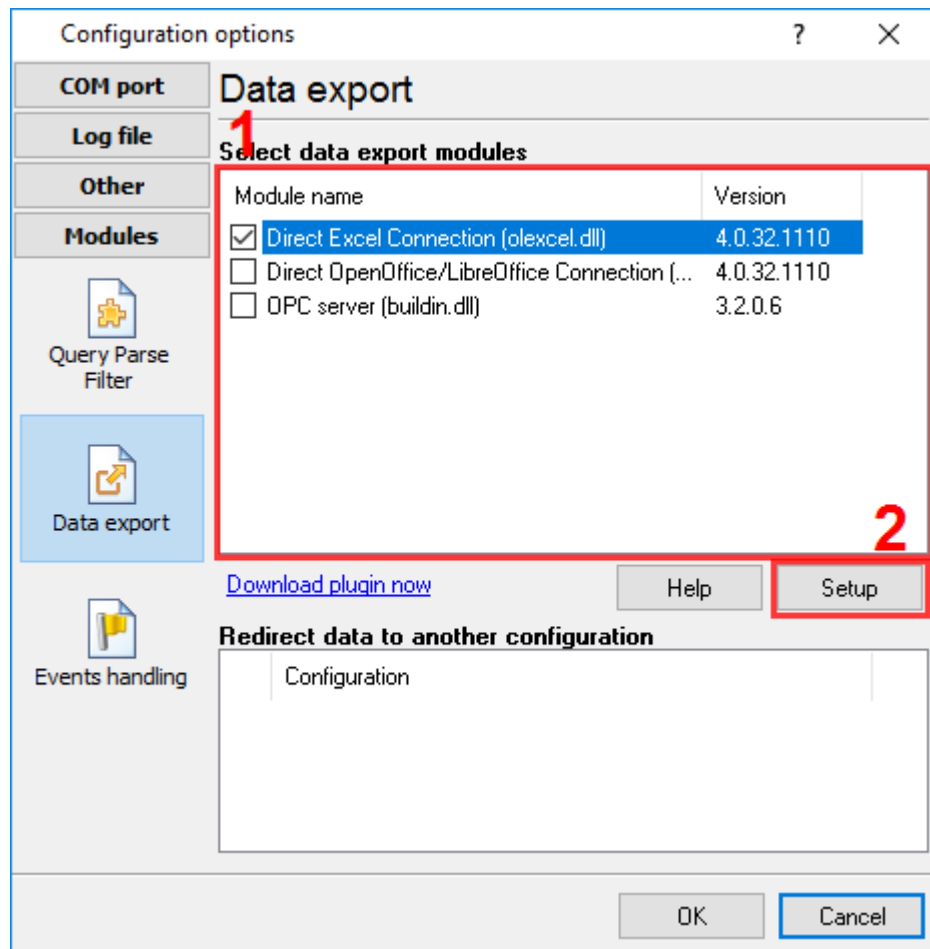 Configuration options
?
COM port
Log file
Other
Modules
Query Parse
Filter
Data export
Events handling
Data export
1
Select data export modules
Module name Version
Direct Excel Connection (olexcel.dll) 4.0.32.1110
Direct OpenOffice/LibreOffice Connection (... 4.0.32.1110
OPC server (buildin.dll) 3.2.0.6
2
Download plugin now Help Setup
Redirect data to another configuration
Configuration
OK Cancel